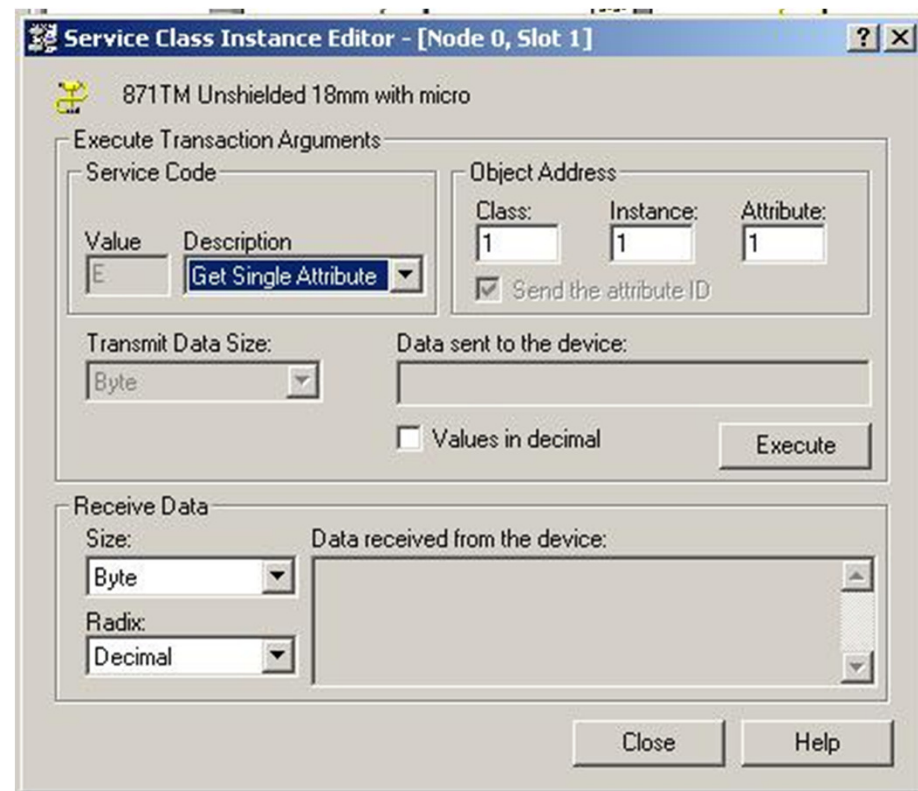 Service Class Instance Editor - [Node 0, Slot 1]
871TM Unshielded 18mm with micro
Execute Transaction Arguments
Service Code
Object Address
Class: Instance: Attribute:
Value Description
1 1 1
E Get Single Attribute
Send the attribute ID
Transmit Data Size: Data sent to the device:
Byte
Values in decimal
Execute
Receive Data
Size: Data received from the device:
Byte
Radix:
Decimal
Close Help